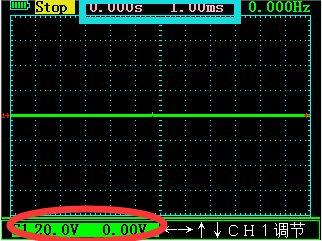 Stop 0.000s 1.00ms 0.000Hz
20.0V 0.00V ←→↑↓CH1调节